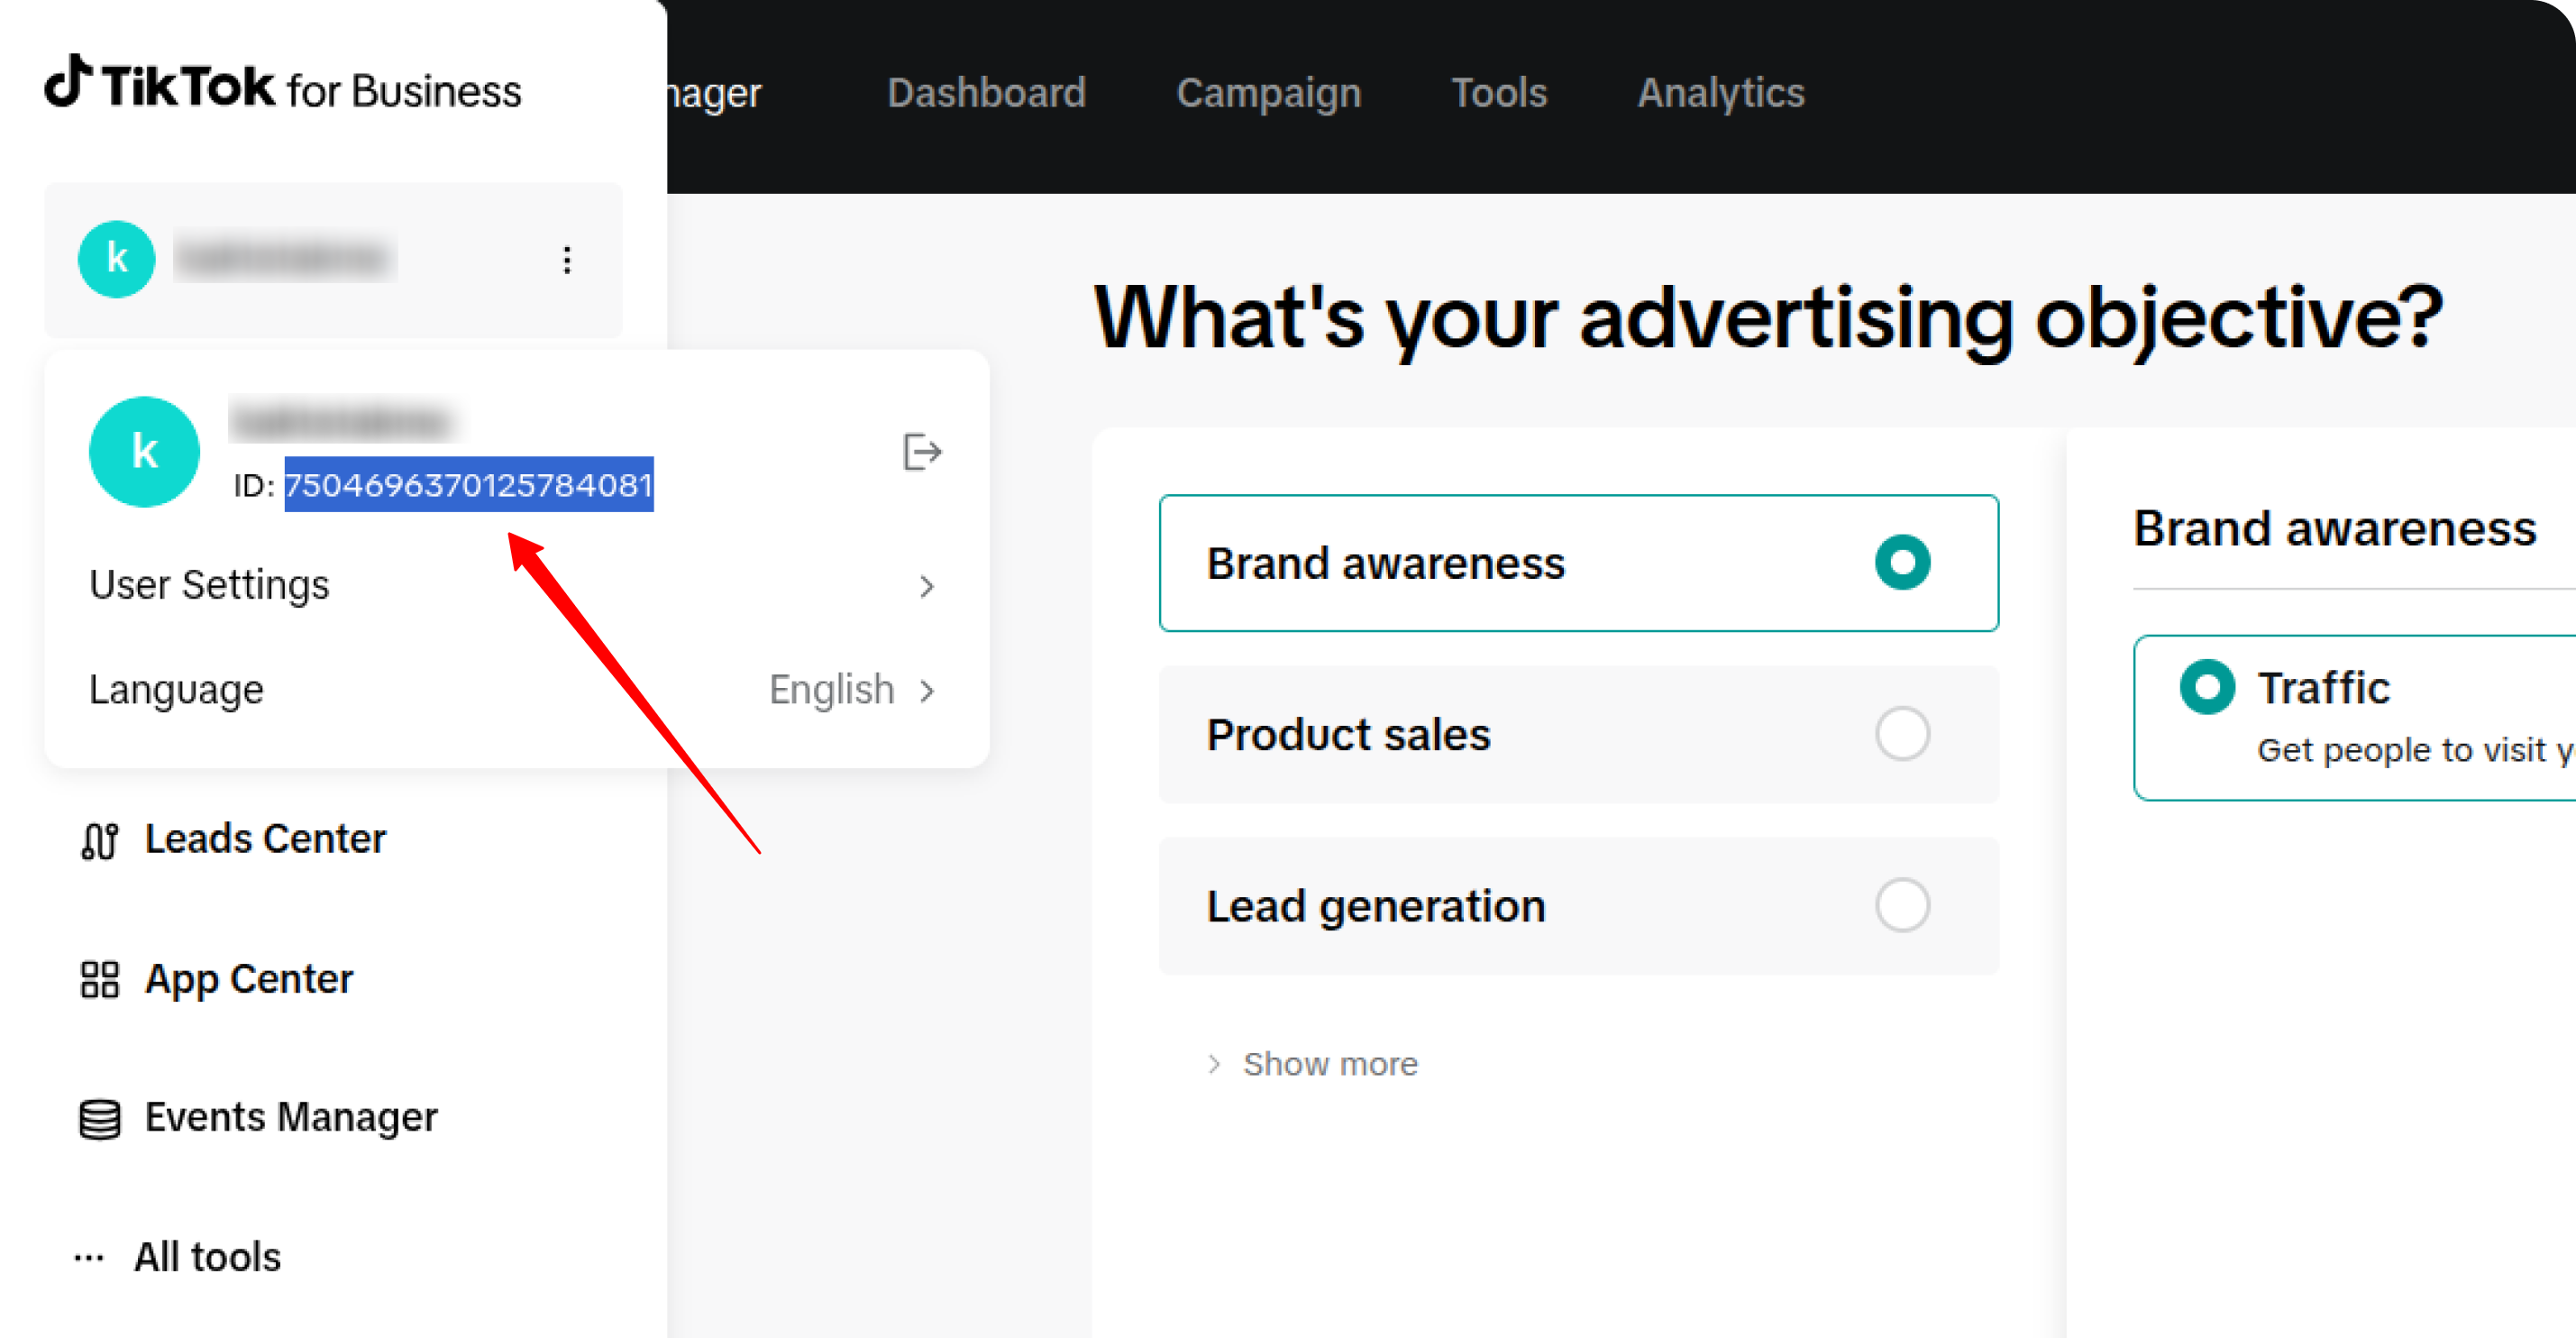 TikTok for Business
nager
Dashboard
Campaign
Tools
Analytics
k
k
ID: 7504696370125784081
User Settings
Language
English
Leads Center
App Center
Events Manager
All tools
What's your advertising objective?
Brand awareness
Product sales
Lead generation
Show more
Brand awareness
Traffic
Get people to visit y